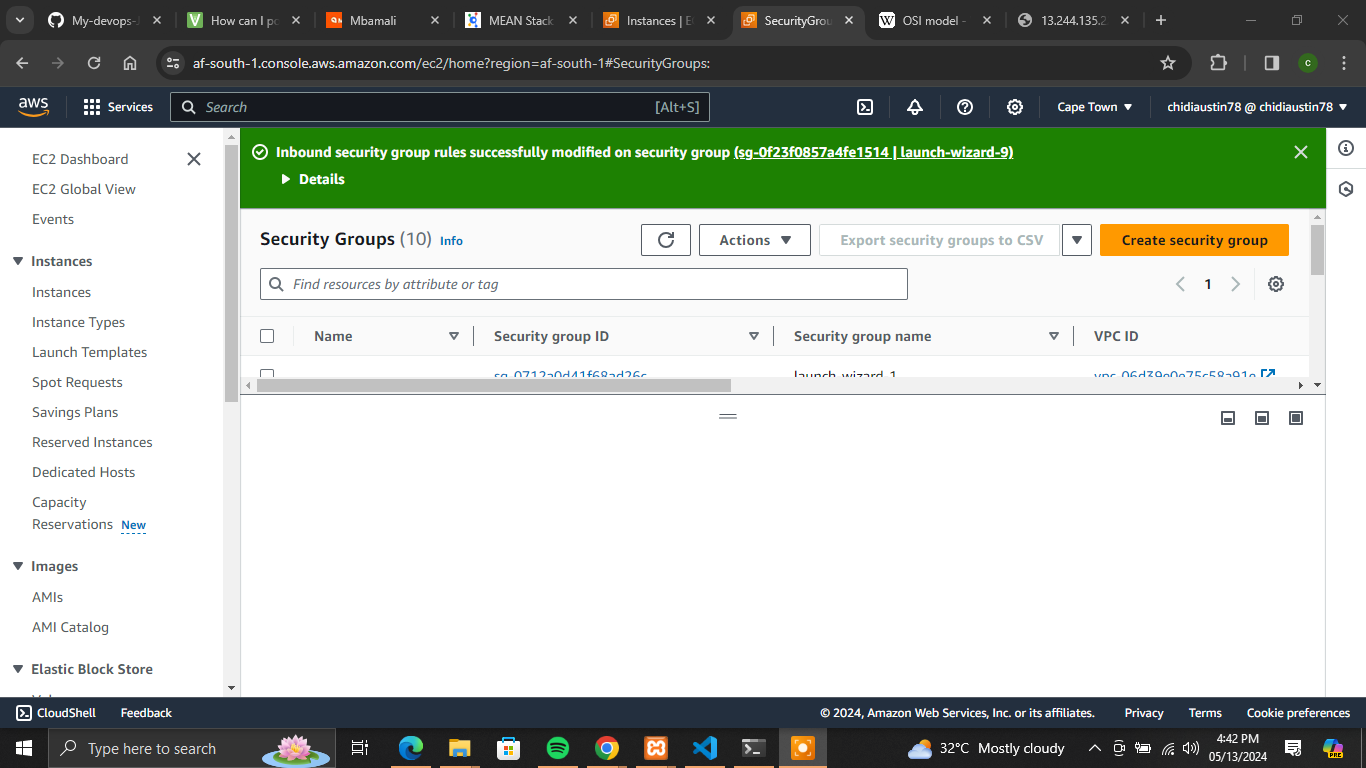 My-devops-
How can I p
Mbamali
MEAN Stack
Instances | E
SecurityGrou
OSI model -
13.244.135.2
af-south-1.console.aws.amazon.com/ec2/home?region=af-south-1#SecurityGroups:
c
aws
Services
Search
[Alt+S]
Cape Town
chidiaustin78 @ chidiaustin78
EC2 Dashboard
EC2 Global View
Events
Instances
Instances
Instance Types
Launch Templates
Spot Requests
Savings Plans
Reserved Instances
Dedicated Hosts
Capacity
Reservations New
Images
AMIs
AMI Catalog
Elastic Block Store
Inbound security group rules successfully modified on security group (sg-0f23f0857a4fe1514 | launch-wizard-9)
Details
Security Groups (10) Info
Actions
Export security groups to CSV
Create security group
Find resources by attribute or tag
1
Name
Security group ID
Security group name
VPC ID
sg-0712a0d41f68ad26c
launch-wizard-1
vpc-06d39e0e75c58a91e
CloudShell
Feedback
© 2024, Amazon Web Services, Inc. or its affiliates.
Privacy
Terms
Cookie preferences
Type here to search
32°C Mostly cloudy
4:42 PM
05/13/2024
PRE